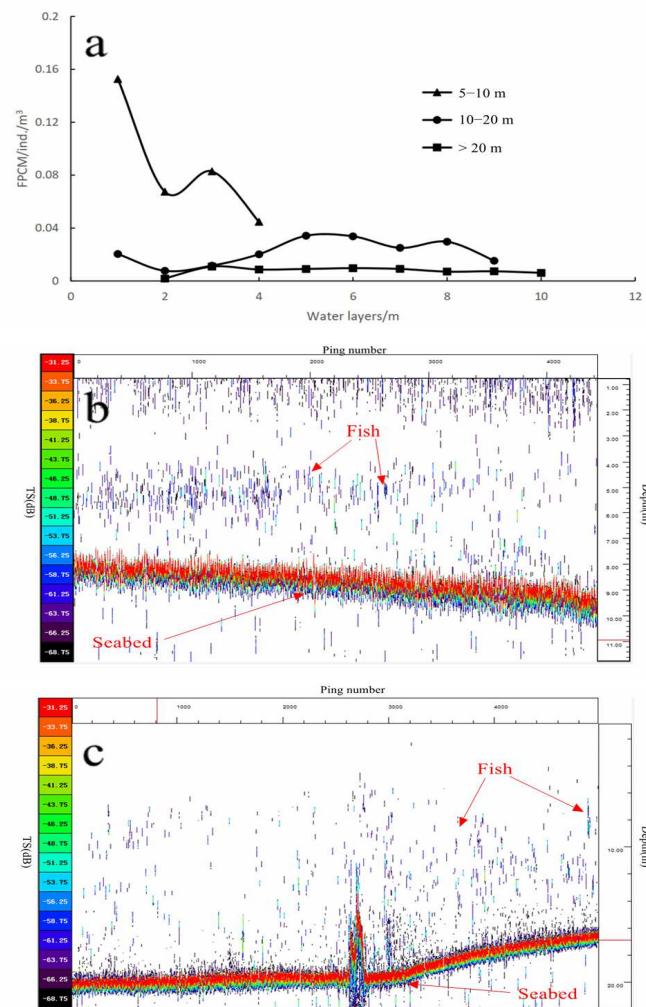 a
0.2
0.16
0.12
0.08
0.04
0
FPCM/ind./m³
5−10 m
10−20 m
> 20 m
0 2 4 6 8 10 12
Water layers/m
Ping number
0 1000 2000 3000 4000
b
TS(dB)
-31.25
-33.75
-36.25
-38.75
-41.25
-43.75
-46.25
-48.75
-51.25
-53.75
-56.25
-58.75
-61.25
-63.75
-66.25
-68.75
Fish
Seabed
1.00
2.00
3.00
4.00
5.00
6.00
7.00
8.00
9.00
10.00
11.00
Depth(m)
Ping number
0 1000 2000 3000 4000
c
TS(dB)
-31.25
-33.75
-36.25
-38.75
-41.25
-43.75
-46.25
-48.75
-51.25
-53.75
-56.25
-58.75
-61.25
-63.75
-66.25
-68.75
Fish
Seabed
10.00
20.00
Depth(m)